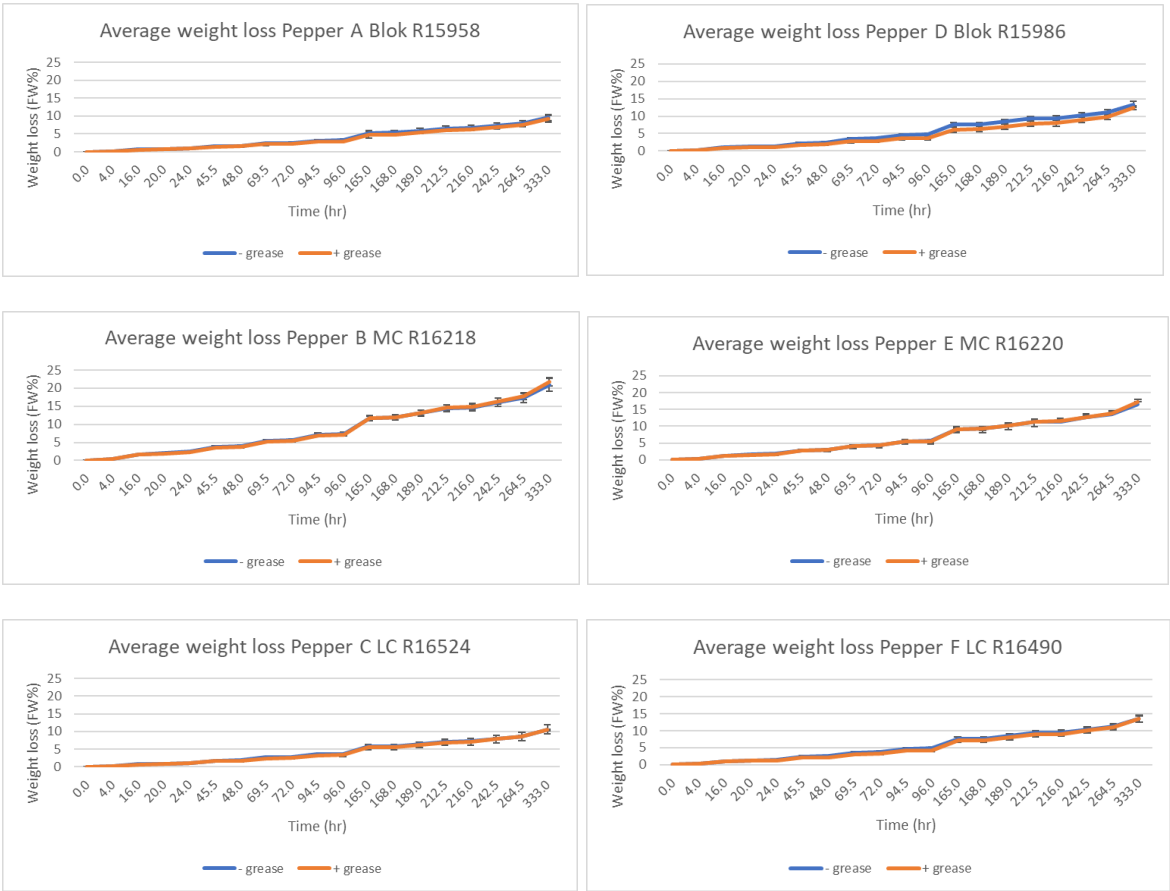 Average weight loss Pepper A Blok R15958
Weight loss (FW%)
25
20
15
10
5
0
0.0 4.0 16.0 20.0 24.0 45.5 48.0 69.5 72.0 94.5 96.0 165.0 168.0 189.0 212.5 216.0 242.5 264.5 333.0
Time (hr)
- grease + grease
Average weight loss Pepper D Blok R15986
Weight loss (FW%)
25
20
15
10
5
0
0.0 4.0 16.0 20.0 24.0 45.5 48.0 69.5 72.0 94.5 96.0 165.0 168.0 189.0 212.5 216.0 242.5 264.5 333.0
Time (hr)
- grease + grease
Average weight loss Pepper B MC R16218
Weight loss (FW%)
25
20
15
10
5
0
0.0 4.0 16.0 20.0 24.0 45.5 48.0 69.5 72.0 94.5 96.0 165.0 168.0 189.0 212.5 216.0 242.5 264.5 333.0
Time (hr)
- grease + grease
Average weight loss Pepper E MC R16220
Weight loss (FW%)
25
20
15
10
5
0
0.0 4.0 16.0 20.0 24.0 45.5 48.0 69.5 72.0 94.5 96.0 165.0 168.0 189.0 212.5 216.0 242.5 264.5 333.0
Time (hr)
- grease + grease
Average weight loss Pepper C LC R16524
Weight loss (FW%)
25
20
15
10
5
0
0.0 4.0 16.0 20.0 24.0 45.5 48.0 69.5 72.0 94.5 96.0 165.0 168.0 189.0 212.5 216.0 242.5 264.5 333.0
Time (hr)
- grease + grease
Average weight loss Pepper F LC R16490
Weight loss (FW%)
25
20
15
10
5
0
0.0 4.0 16.0 20.0 24.0 45.5 48.0 69.5 72.0 94.5 96.0 165.0 168.0 189.0 212.5 216.0 242.5 264.5 333.0
Time (hr)
- grease + grease